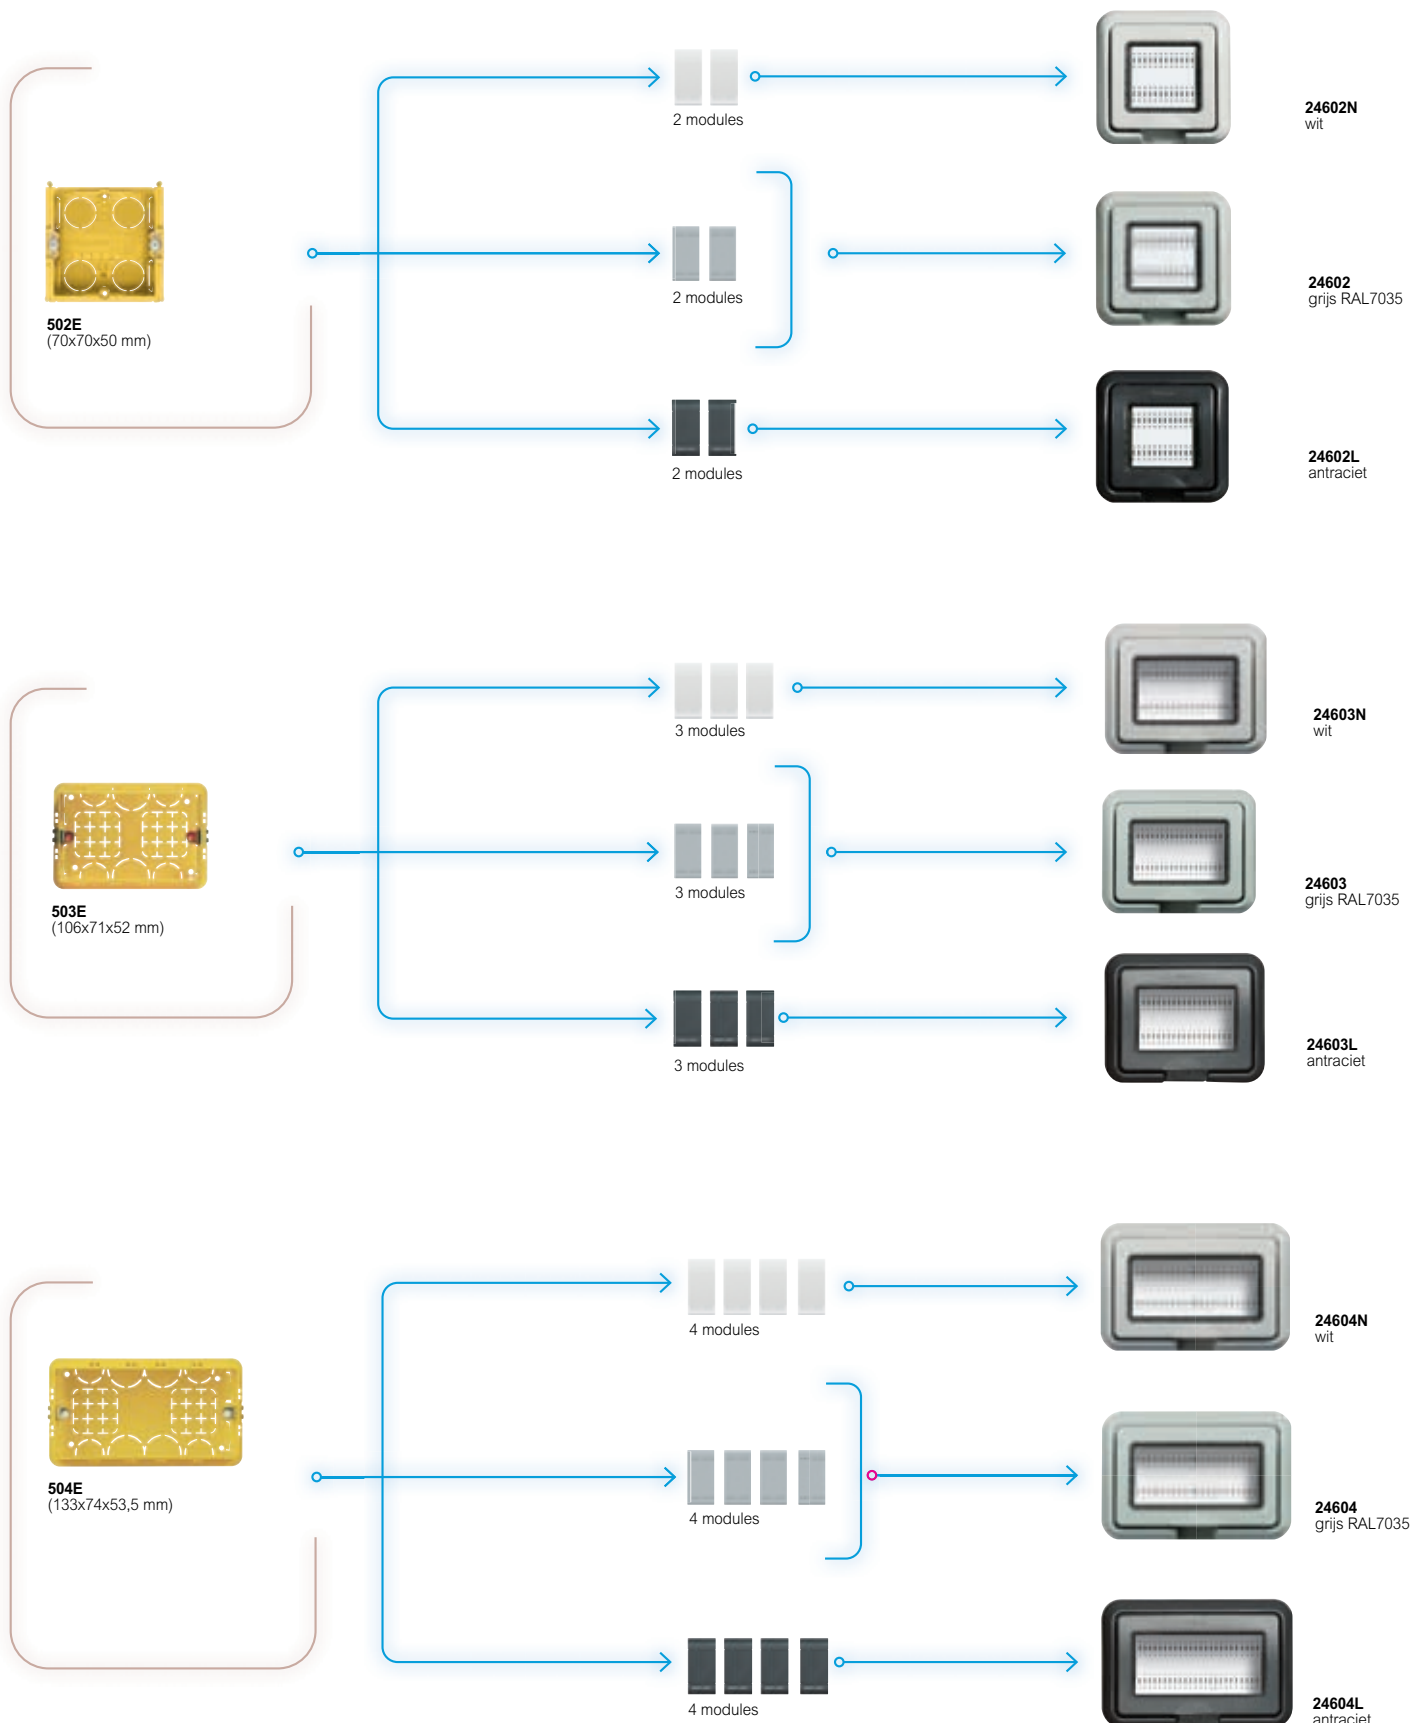 2 modules
24602N
wit
502E
(70x70x50 mm)
2 modules
24602
grijs RAL7035
2 modules
24602L
antraciet
3 modules
24603N
wit
503E
(106x71x52 mm)
3 modules
24603
grijs RAL7035
3 modules
24603L
antraciet
4 modules
24604N
wit
504E
(133x74x53,5 mm)
4 modules
24604
grijs RAL7035
4 modules
24604L
antraciet